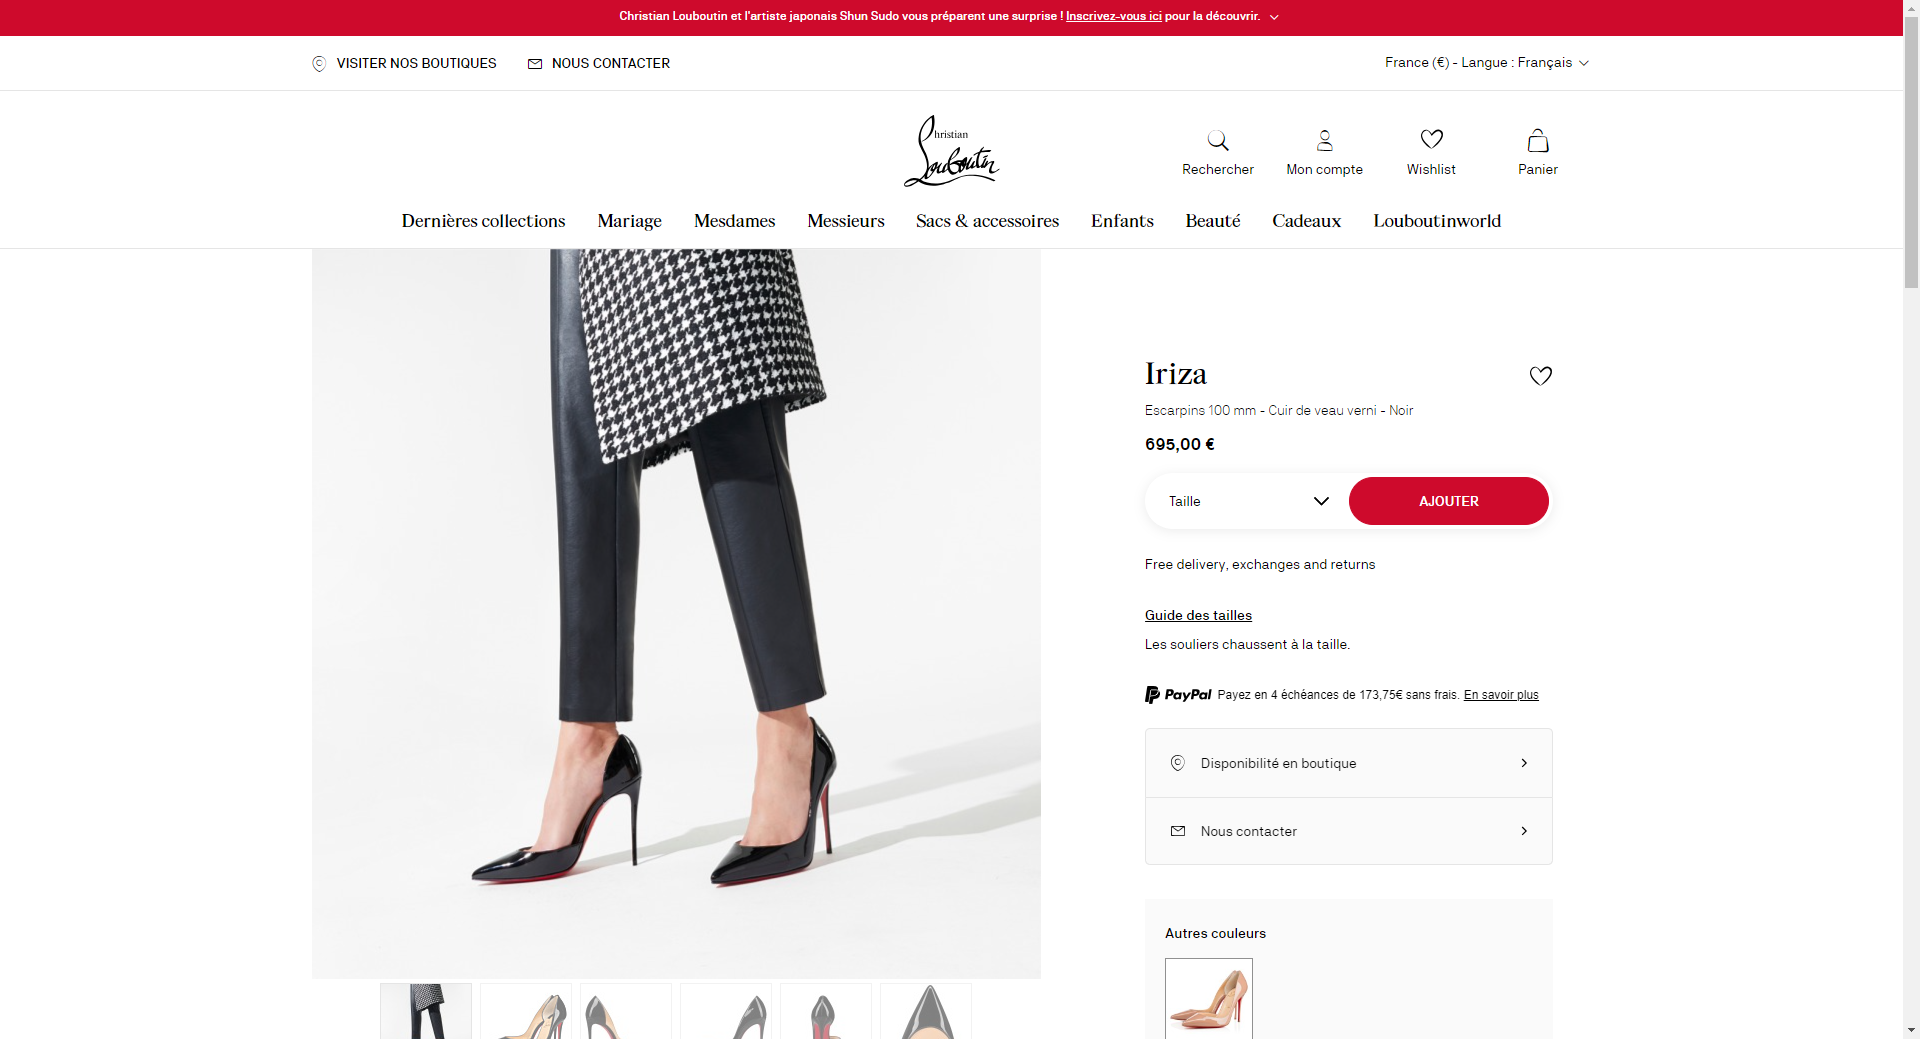 Christian Louboutin et l'artiste japonais Shun Sudo vous préparent une surprise ! Inscrivez-vous ici pour la découvrir.
VISITER NOS BOUTIQUES
NOUS CONTACTER
France (€) - Langue : Français
Christian
Louboutin
Rechercher
Mon compte
Wishlist
Panier
Dernières collections
Mariage
Mesdames
Messieurs
Sacs & accessoires
Enfants
Beauté
Cadeaux
Louboutinworld
Iriza
Escarpins 100 mm - Cuir de veau verni - Noir
695,00 €
Taille
AJOUTER
Free delivery, exchanges and returns
Guide des tailles
Les souliers chaussent à la taille.
PayPal Payez en 4 échéances de 173,75€ sans frais. En savoir plus
Disponibilité en boutique
Nous contacter
Autres couleurs